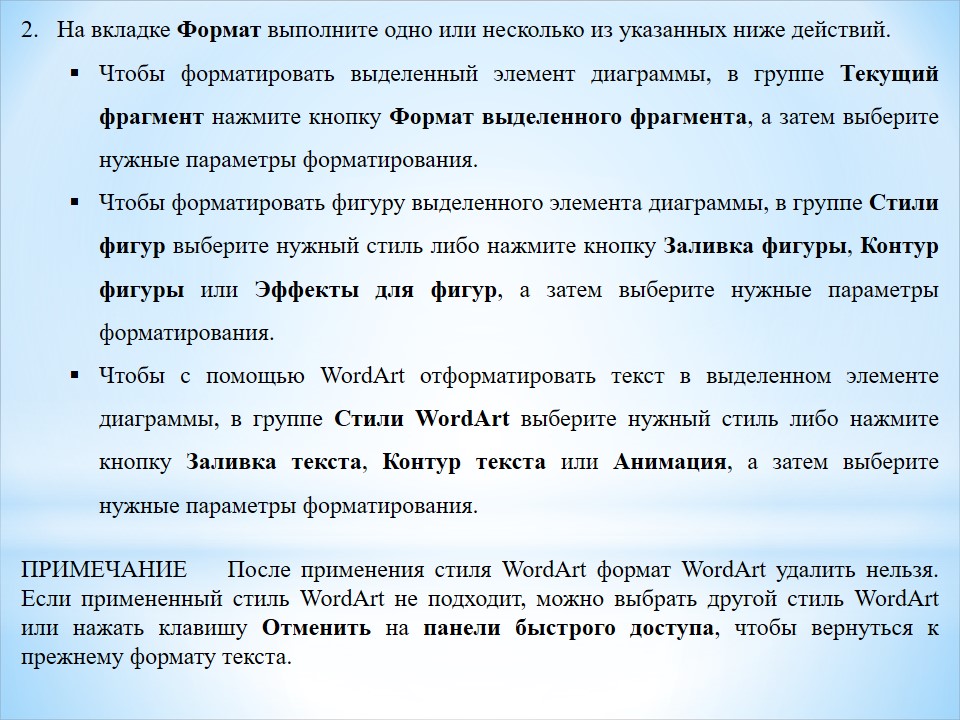 2. На вкладке Формат выполните одно или несколько из указанных ниже действий.
▪ Чтобы форматировать выделенный элемент диаграммы, в группе Текущий
фрагмент нажмите кнопку Формат выделенного фрагмента, а затем выберите
нужные параметры форматирования.
▪ Чтобы форматировать фигуру выделенного элемента диаграммы, в группе Стили
фигур выберите нужный стиль либо нажмите кнопку Заливка фигуры, Контур
фигуры или Эффекты для фигур, а затем выберите нужные параметры
форматирования.
▪ Чтобы с помощью WordArt отформатировать текст в выделенном элементе
диаграммы, в группе Стили WordArt выберите нужный стиль либо нажмите
кнопку Заливка текста, Контур текста или Анимация, а затем выберите
нужные параметры форматирования.
ПРИМЕЧАНИЕ После применения стиля WordArt формат WordArt удалить нельзя.
Если примененный стиль WordArt не подходит, можно выбрать другой стиль WordArt
или нажать клавишу Отменить на панели быстрого доступа, чтобы вернуться к
прежнему формату текста.